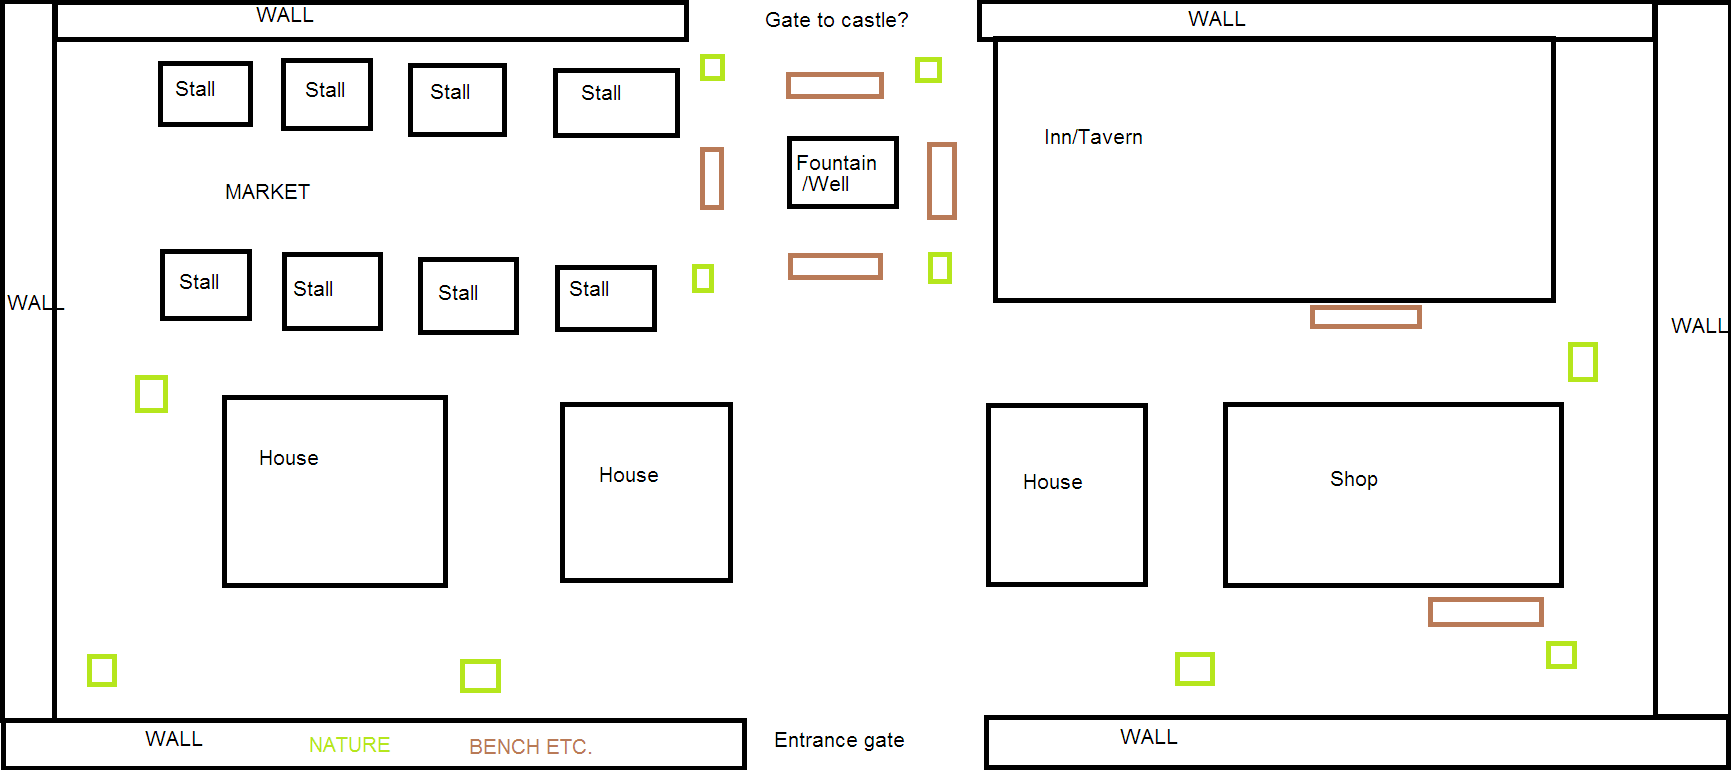 WALL
Gate to castle?
WALL
Stall
Stall
Stall
Stall
Inn/Tavern
Fountain
/Well
MARKET
Stall
Stall
Stall
Stall
WALL
WALL
House
House
House
Shop
WALL
NATURE
BENCH ETC.
Entrance gate
WALL